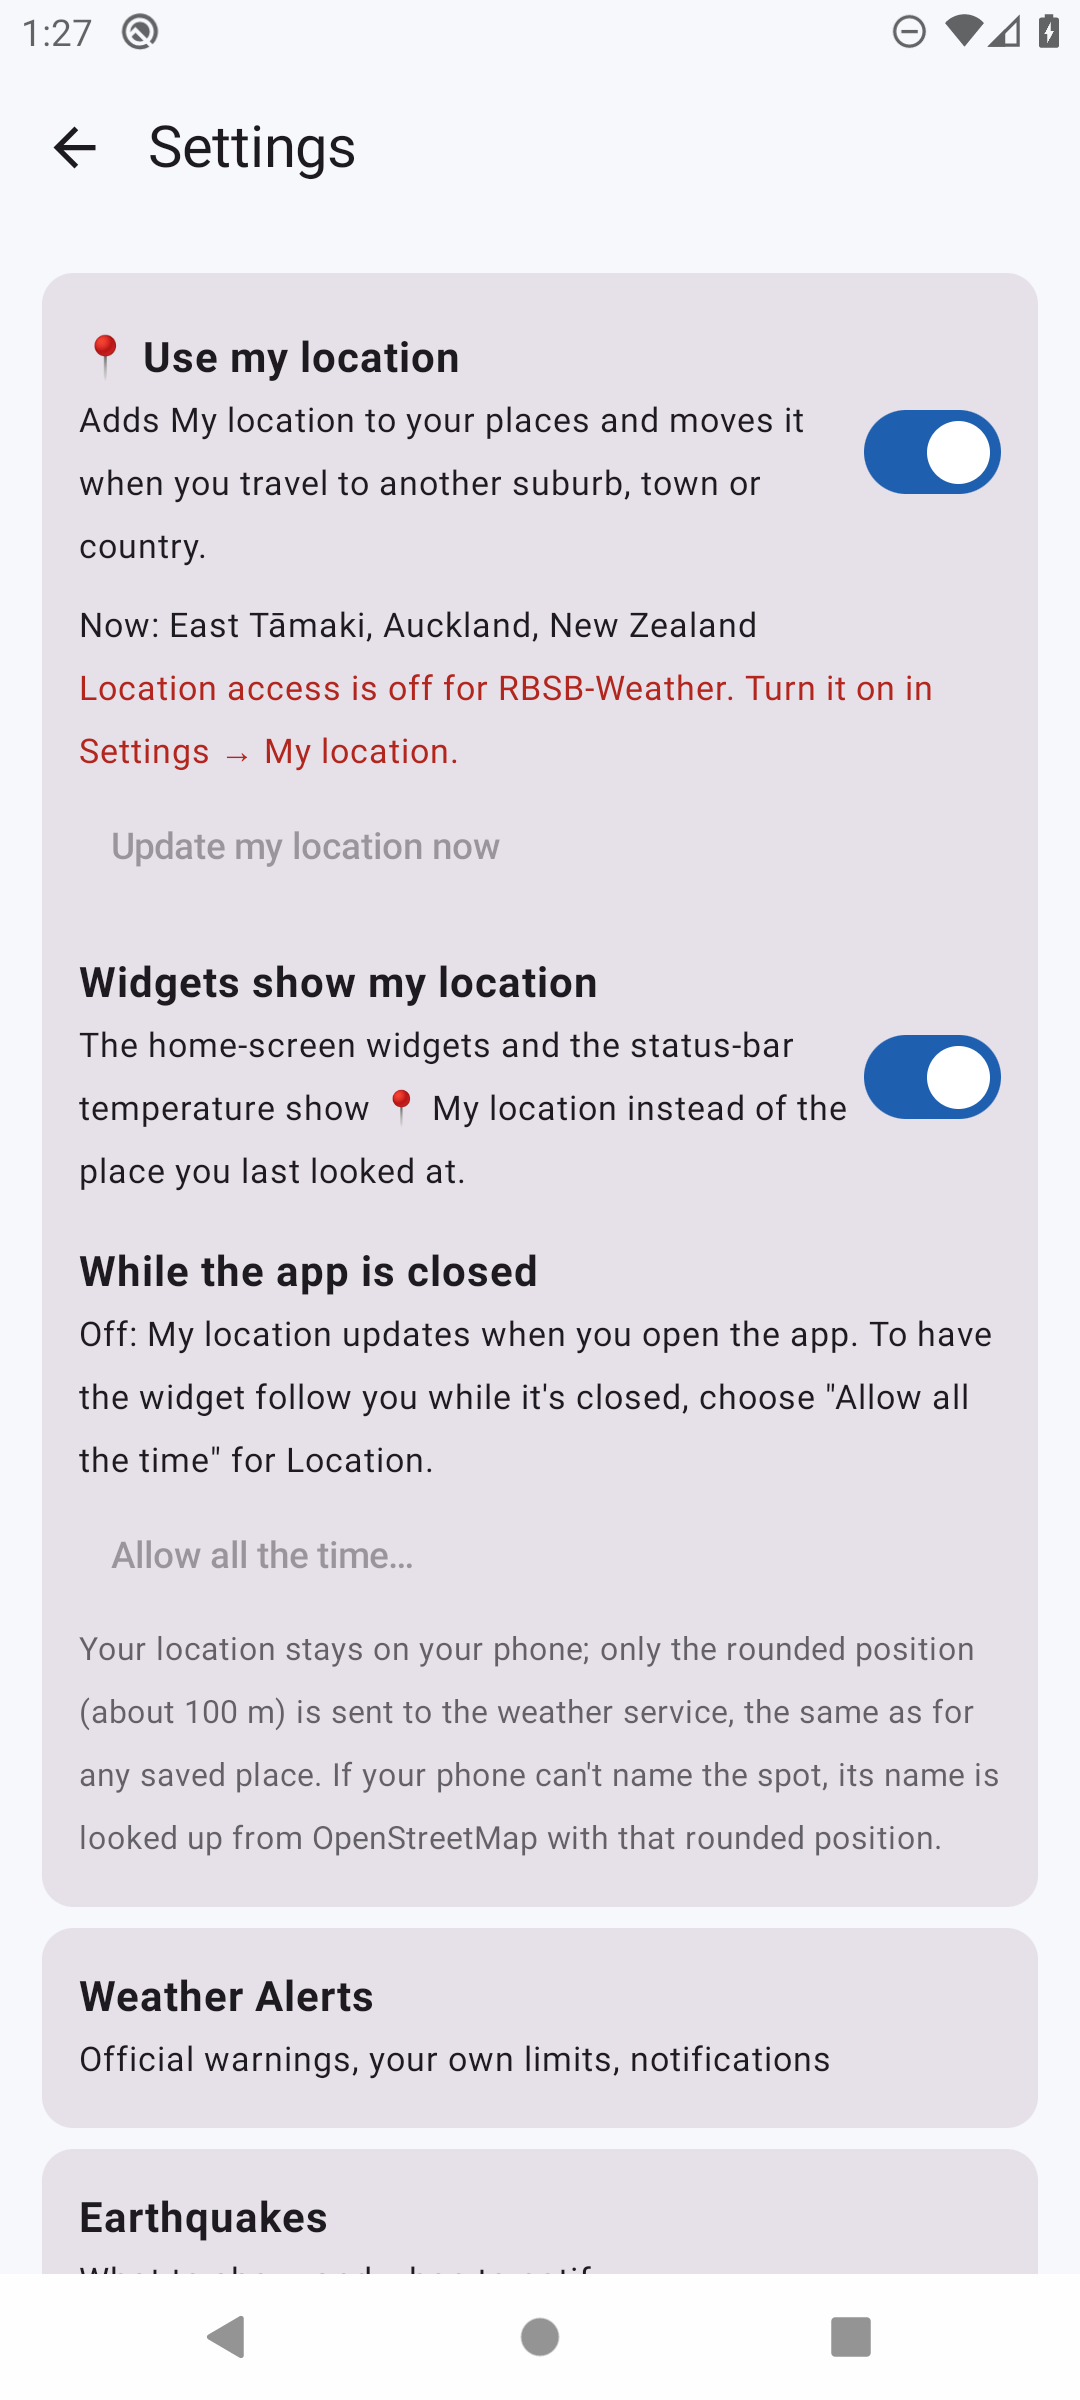 1:27
Settings
Use my location
Adds My location to your places and moves it
when you travel to another suburb, town or
country.
Now: East Tāmaki, Auckland, New Zealand
Location access is off for RBSB-Weather. Turn it on in
Settings → My location.
Update my location now
Widgets show my location
The home-screen widgets and the status-bar
temperature show 📍 My location instead of the
place you last looked at.
While the app is closed
Off: My location updates when you open the app. To have
the widget follow you while it's closed, choose "Allow all
the time" for Location.
Allow all the time…
Your location stays on your phone; only the rounded position
(about 100 m) is sent to the weather service, the same as for
any saved place. If your phone can't name the spot, its name is
looked up from OpenStreetMap with that rounded position.
Weather Alerts
Official warnings, your own limits, notifications
Earthquakes